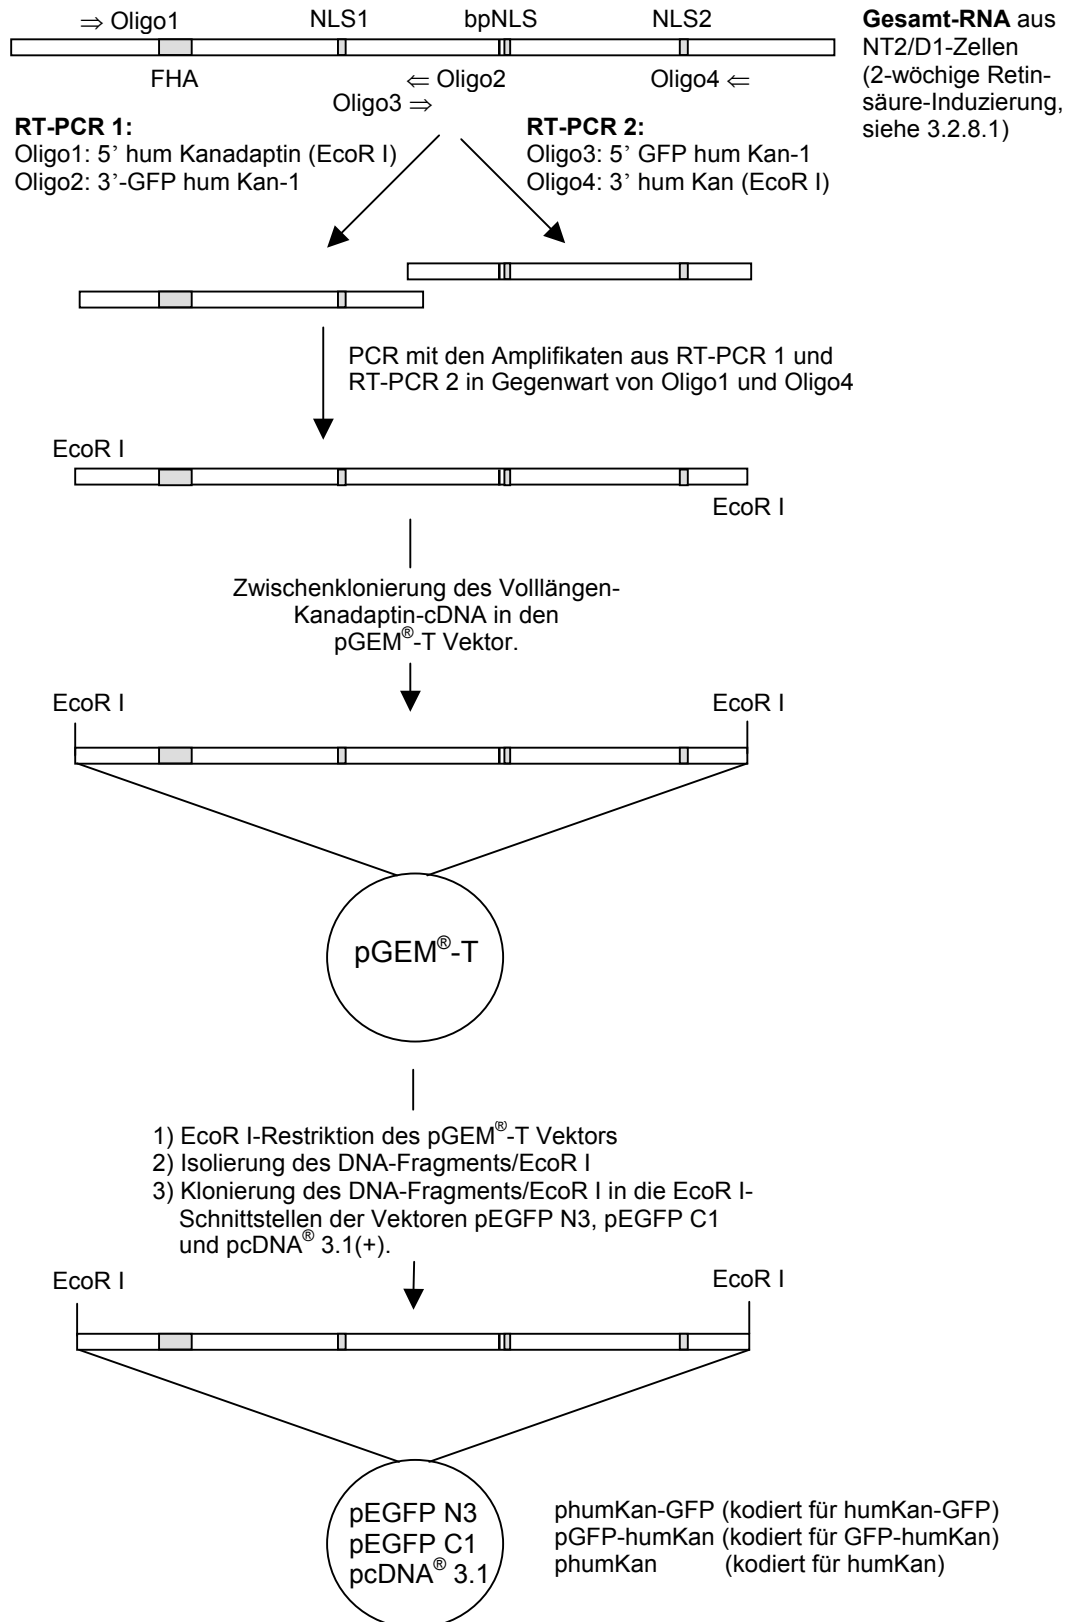 ⇒ Oligo1
NLS1
bpNLS
NLS2
FHA
⇐ Oligo2
Oligo4 ⇐
Oligo3 ⇒
Gesamt-RNA aus
NT2/D1-Zellen
(2-wöchige Retin-
säure-Induzierung,
siehe 3.2.8.1)
RT-PCR 1:
Oligo1: 5’ hum Kanadaptin (EcoR I)
Oligo2: 3’-GFP hum Kan-1
RT-PCR 2:
Oligo3: 5’ GFP hum Kan-1
Oligo4: 3’ hum Kan (EcoR I)
PCR mit den Amplifikaten aus RT-PCR 1 und
RT-PCR 2 in Gegenwart von Oligo1 und Oligo4
EcoR I
EcoR I
Zwischenklonierung des Volllängen-
Kanadaptin-cDNA in den
pGEM®-T Vektor.
EcoR I
EcoR I
pGEM®-T
1) EcoR I-Restriktion des pGEM®-T Vektors
2) Isolierung des DNA-Fragments/EcoR I
3) Klonierung des DNA-Fragments/EcoR I in die EcoR I-
Schnittstellen der Vektoren pEGFP N3, pEGFP C1
und pcDNA® 3.1(+).
EcoR I
EcoR I
pEGFP N3
pEGFP C1
pcDNA® 3.1
phumKan-GFP (kodiert für humKan-GFP)
pGFP-humKan (kodiert für GFP-humKan)
phumKan (kodiert für humKan)